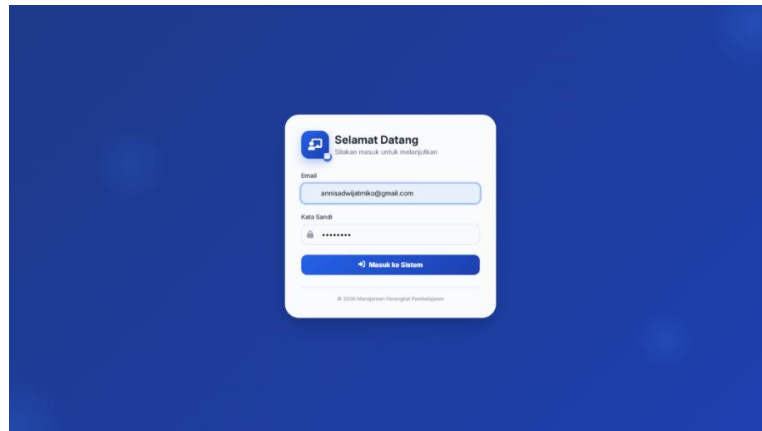 Selamat Datang
Silakan masuk untuk melanjutkan
Email
annisadwijatmiko@gmail.com
Kata Sandi
••••••••
Masuk ke Sistem
© 2026 Manajemen Perangkat Pembelajaran